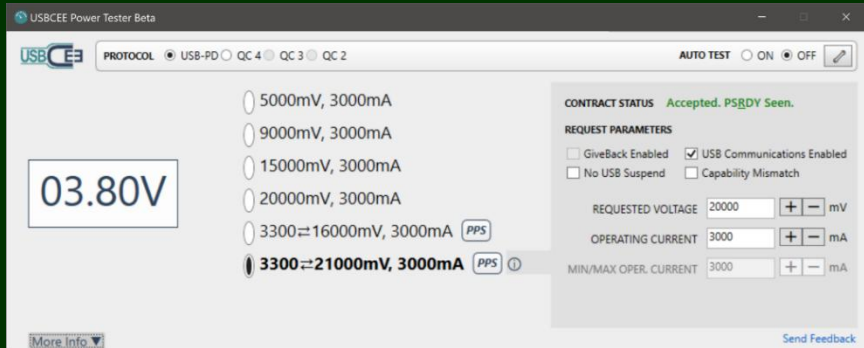 USBCEE Power Tester Beta
USBCEE
PROTOCOL USB-PD QC 4 QC 3 QC 2
AUTO TEST ON OFF
03.80V
5000mV, 3000mA
9000mV, 3000mA
15000mV, 3000mA
20000mV, 3000mA
3300⇄16000mV, 3000mA PPS
3300⇄21000mV, 3000mA PPS
CONTRACT STATUS Accepted. PSRDY Seen.
REQUEST PARAMETERS
GiveBack Enabled USB Communications Enabled
No USB Suspend Capability Mismatch
REQUESTED VOLTAGE 20000 + − mV
OPERATING CURRENT 3000 + − mA
MIN/MAX OPER. CURRENT 3000 + − mA
More Info ▼
Send Feedback